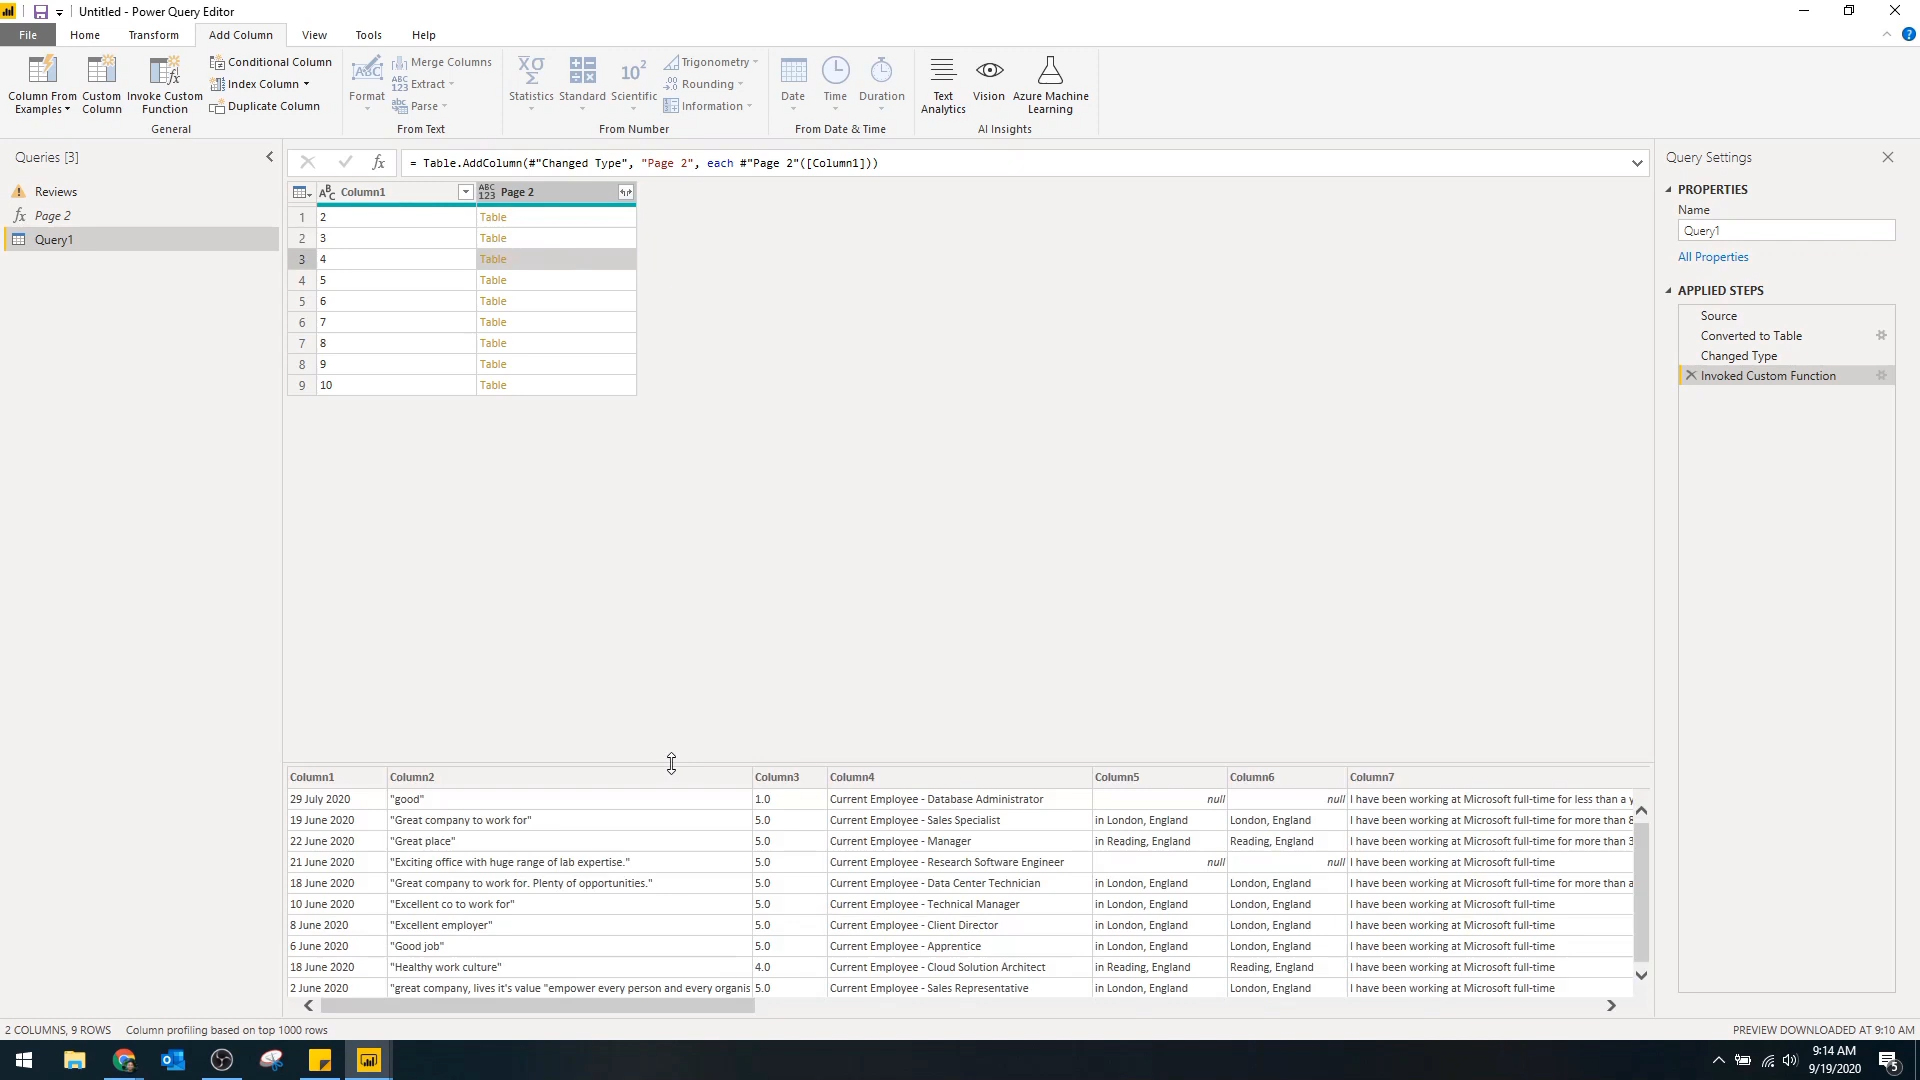 Untitled - Power Query Editor
File Home Transform Add Column View Tools Help
Column From Examples
Custom Column
Invoke Custom Function
Conditional Column
Index Column
Duplicate Column
General
Format
Merge Columns
Extract
Parse
From Text
Statistics
Standard
Scientific
Trigonometry
Rounding
Information
From Number
Date
Time
Duration
From Date & Time
Text Analytics
Vision
Azure Machine Learning
AI Insights
Queries [3]
Reviews
Page 2
Query1
= Table.AddColumn(#"Changed Type", "Page 2", each #"Page 2"([Column1]))
Column1 ABC 123 Page 2
1 2 Table
2 3 Table
3 4 Table
4 5 Table
5 6 Table
6 7 Table
7 8 Table
8 9 Table
9 10 Table
Query Settings
PROPERTIES
Name
Query1
All Properties
APPLIED STEPS
Source
Converted to Table
Changed Type
Invoked Custom Function
Column1 Column2 Column3 Column4 Column5 Column6 Column7
29 July 2020 "good" 1.0 Current Employee - Database Administrator null null I have been working at Microsoft full-time for less than a y
19 June 2020 "Great company to work for" 5.0 Current Employee - Sales Specialist in London, England London, England I have been working at Microsoft full-time for more than 8
22 June 2020 "Great place" 5.0 Current Employee - Manager in Reading, England Reading, England I have been working at Microsoft full-time for more than 3
21 June 2020 "Exciting office with huge range of lab expertise." 5.0 Current Employee - Research Software Engineer null null I have been working at Microsoft full-time
18 June 2020 "Great company to work for. Plenty of opportunities." 5.0 Current Employee - Data Center Technician in London, England London, England I have been working at Microsoft full-time for more than a
10 June 2020 "Excellent co to work for" 5.0 Current Employee - Technical Manager in London, England London, England I have been working at Microsoft full-time
8 June 2020 "Excellent employer" 5.0 Current Employee - Client Director in London, England London, England I have been working at Microsoft full-time
6 June 2020 "Good job" 5.0 Current Employee - Apprentice in London, England London, England I have been working at Microsoft full-time
18 June 2020 "Healthy work culture" 4.0 Current Employee - Cloud Solution Architect in Reading, England Reading, England I have been working at Microsoft full-time
2 June 2020 "great company, lives it's value "empower every person and every organis 5.0 Current Employee - Sales Representative in London, England London, England I have been working at Microsoft full-time
2 COLUMNS, 9 ROWS Column profiling based on top 1000 rows PREVIEW DOWNLOADED AT 9:10 AM
9:14 AM
9/19/2020
5